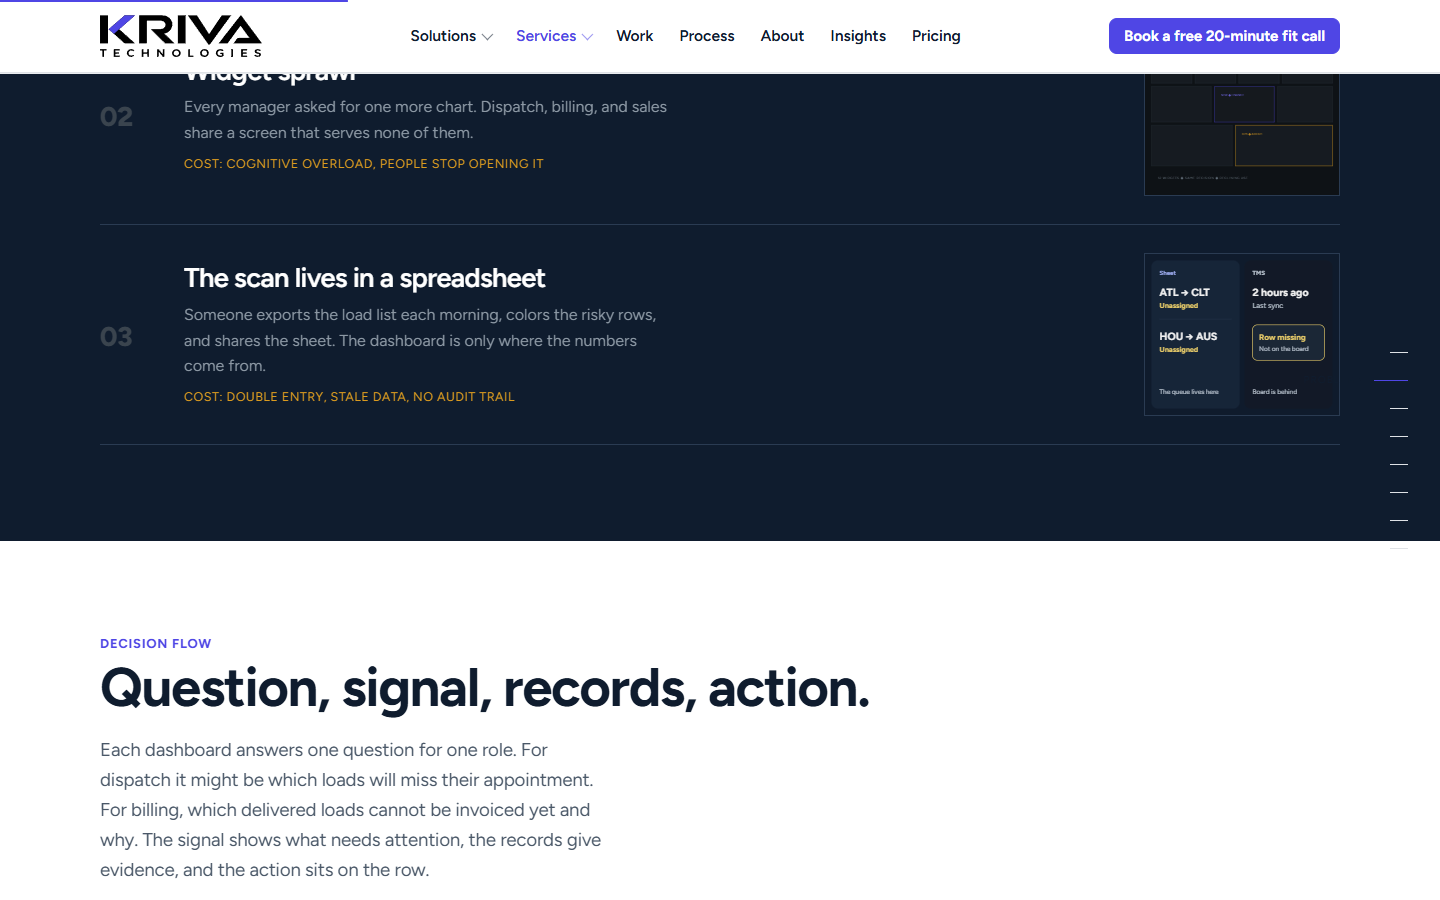 KRIVA
TECHNOLOGIES
Solutions
Services
Work
Process
About
Insights
Pricing
Book a free 20-minute fit call
Widget sprawl
02
Every manager asked for one more chart. Dispatch, billing, and sales
share a screen that serves none of them.
COST: COGNITIVE OVERLOAD, PEOPLE STOP OPENING IT
The scan lives in a spreadsheet
03
Someone exports the load list each morning, colors the risky rows,
and shares the sheet. The dashboard is only where the numbers
come from.
COST: DOUBLE ENTRY, STALE DATA, NO AUDIT TRAIL
Sheet
ATL → CLT
Unassigned
HOU → AUS
Unassigned
The queue lives here
TMS
2 hours ago
Last sync
Row missing
Not on the board
Board is behind
DECISION FLOW
Question, signal, records, action.
Each dashboard answers one question for one role. For
dispatch it might be which loads will miss their appointment.
For billing, which delivered loads cannot be invoiced yet and
why. The signal shows what needs attention, the records give
evidence, and the action sits on the row.